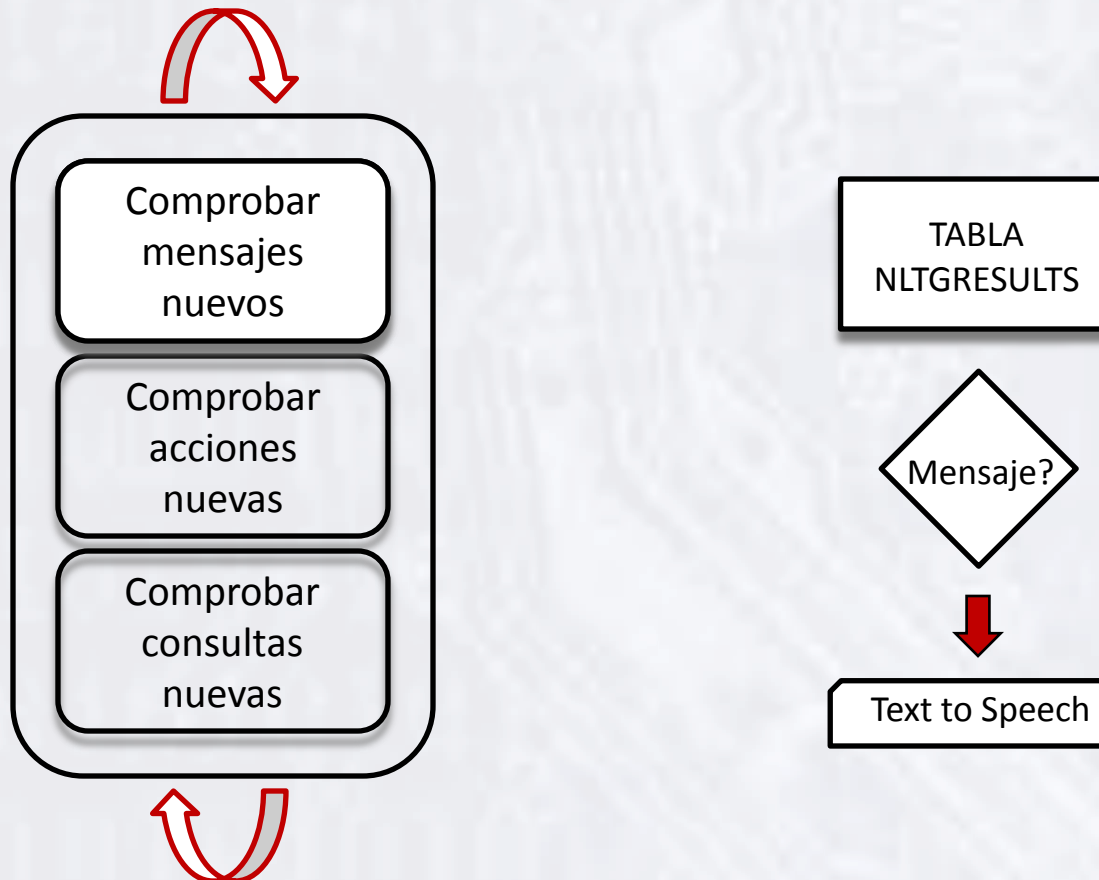 Comprobar
mensajes
nuevos
Comprobar
acciones
nuevas
Comprobar
consultas
nuevas
TABLA
NLTGRESULTS
Mensaje?
Text to Speech